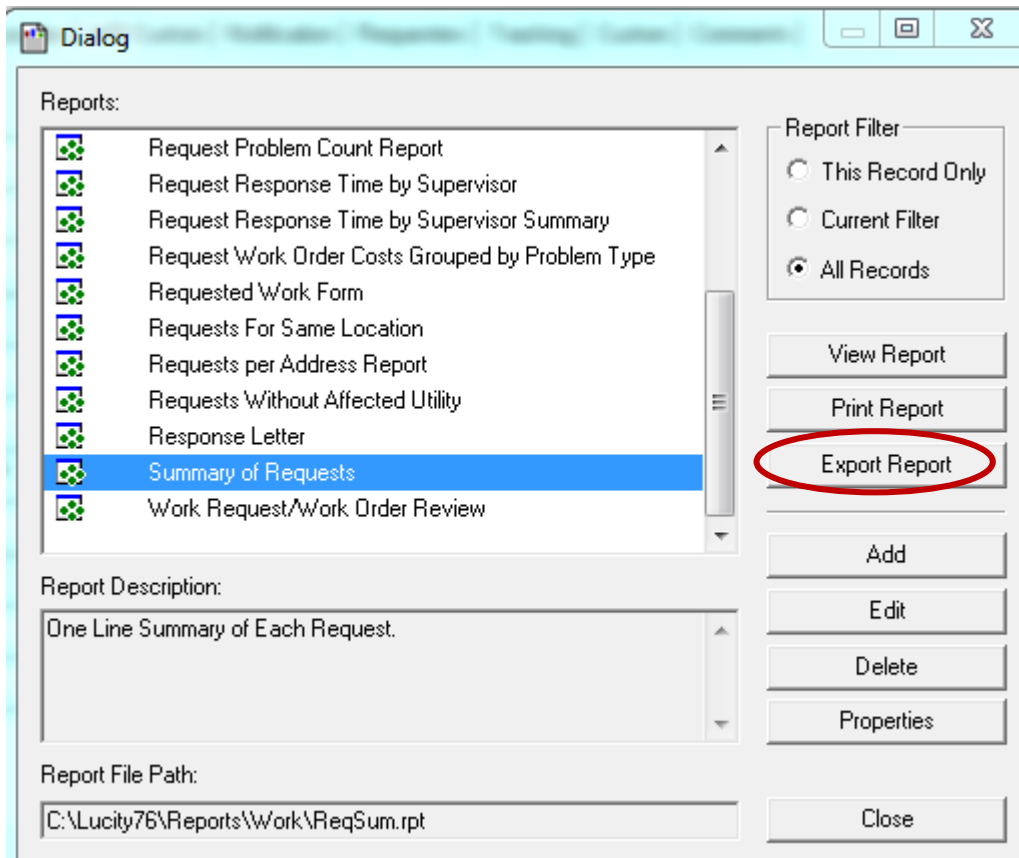 Dialog
Reports:
Request Problem Count Report
Request Response Time by Supervisor
Request Response Time by Supervisor Summary
Request Work Order Costs Grouped by Problem Type
Requested Work Form
Requests For Same Location
Requests per Address Report
Requests Without Affected Utility
Response Letter
Summary of Requests
Work Request/Work Order Review
Report Filter
This Record Only
Current Filter
All Records
View Report
Print Report
Export Report
Add
Edit
Delete
Properties
Report Description:
One Line Summary of Each Request.
Report File Path:
C:\Lucity76\Reports\Work\ReqSum.rpt
Close